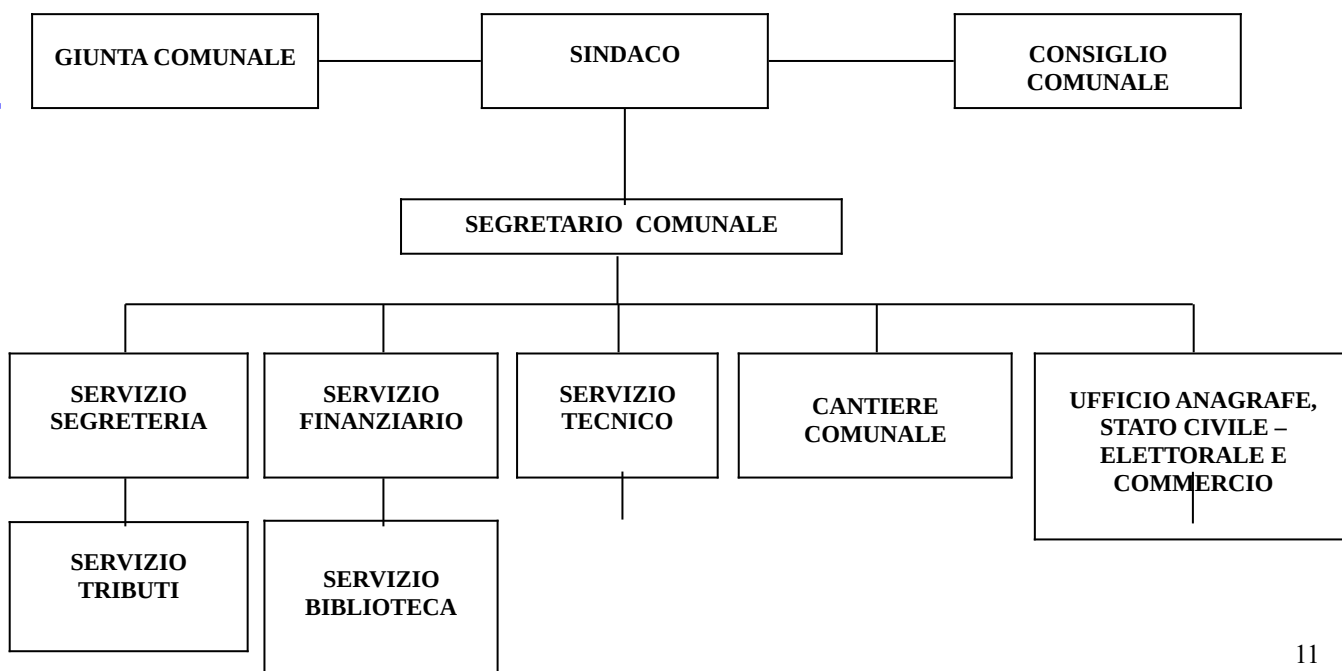 GIUNTA COMUNALE
SINDACO
CONSIGLIO
COMUNALE
SEGRETARIO COMUNALE
SERVIZIO
SEGRETERIA
SERVIZIO
FINANZIARIO
SERVIZIO
TECNICO
CANTIERE
COMUNALE
UFFICIO ANAGRAFE,
STATO CIVILE –
ELETTORALE E
COMMERCIO
SERVIZIO
TRIBUTI
SERVIZIO
BIBLIOTECA
11